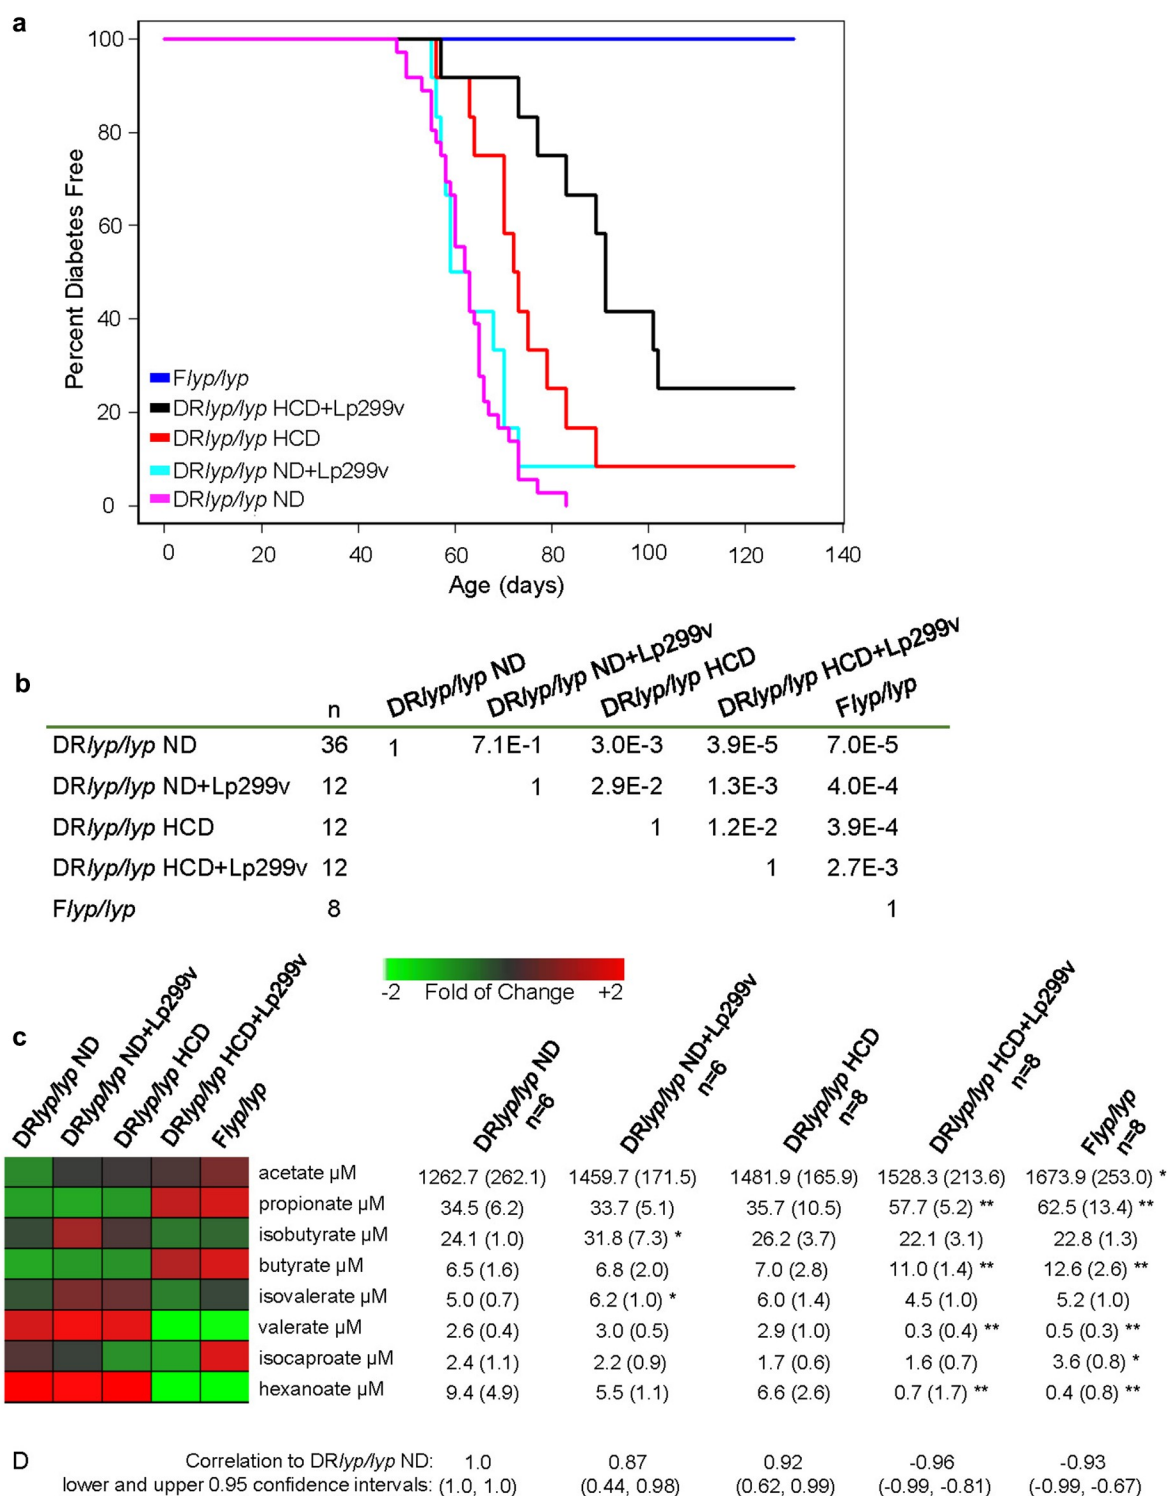 a
Percent Diabetes Free
100
80
60
40
20
0
Flyp/lyp
DRlyp/lyp HCD+Lp299v
DRlyp/lyp HCD
DRlyp/lyp ND+Lp299v
DRlyp/lyp ND
0 20 40 60 80 100 120 140
Age (days)
b
n DRlyp/lyp ND DRlyp/lyp ND+Lp299v DRlyp/lyp HCD DRlyp/lyp HCD+Lp299v Flyp/lyp
DRlyp/lyp ND 36 1 7.1E-1 3.0E-3 3.9E-5 7.0E-5
DRlyp/lyp ND+Lp299v 12 1 2.9E-2 1.3E-3 4.0E-4
DRlyp/lyp HCD 12 1 1.2E-2 3.9E-4
DRlyp/lyp HCD+Lp299v 12 1 2.7E-3
Flyp/lyp 8 1
-2 Fold of Change +2
c
DRlyp/lyp ND DRlyp/lyp ND+Lp299v DRlyp/lyp HCD DRlyp/lyp HCD+Lp299v Flyp/lyp
DRlyp/lyp ND n=6 DRlyp/lyp ND+Lp299v n=6 DRlyp/lyp HCD n=8 DRlyp/lyp HCD+Lp299v n=8 Flyp/lyp n=8
acetate µM 1262.7 (262.1) 1459.7 (171.5) 1481.9 (165.9) 1528.3 (213.6) 1673.9 (253.0) *
propionate µM 34.5 (6.2) 33.7 (5.1) 35.7 (10.5) 57.7 (5.2) ** 62.5 (13.4) **
isobutyrate µM 24.1 (1.0) 31.8 (7.3) * 26.2 (3.7) 22.1 (3.1) 22.8 (1.3)
butyrate µM 6.5 (1.6) 6.8 (2.0) 7.0 (2.8) 11.0 (1.4) ** 12.6 (2.6) **
isovalerate µM 5.0 (0.7) 6.2 (1.0) * 6.0 (1.4) 4.5 (1.0) 5.2 (1.0)
valerate µM 2.6 (0.4) 3.0 (0.5) 2.9 (1.0) 0.3 (0.4) ** 0.5 (0.3) **
isocaproate µM 2.4 (1.1) 2.2 (0.9) 1.7 (0.6) 1.6 (0.7) 3.6 (0.8) *
hexanoate µM 9.4 (4.9) 5.5 (1.1) 6.6 (2.6) 0.7 (1.7) ** 0.4 (0.8) **
D Correlation to DRlyp/lyp ND: 1.0 0.87 0.92 -0.96 -0.93
lower and upper 0.95 confidence intervals: (1.0, 1.0) (0.44, 0.98) (0.62, 0.99) (-0.99, -0.81) (-0.99, -0.67)